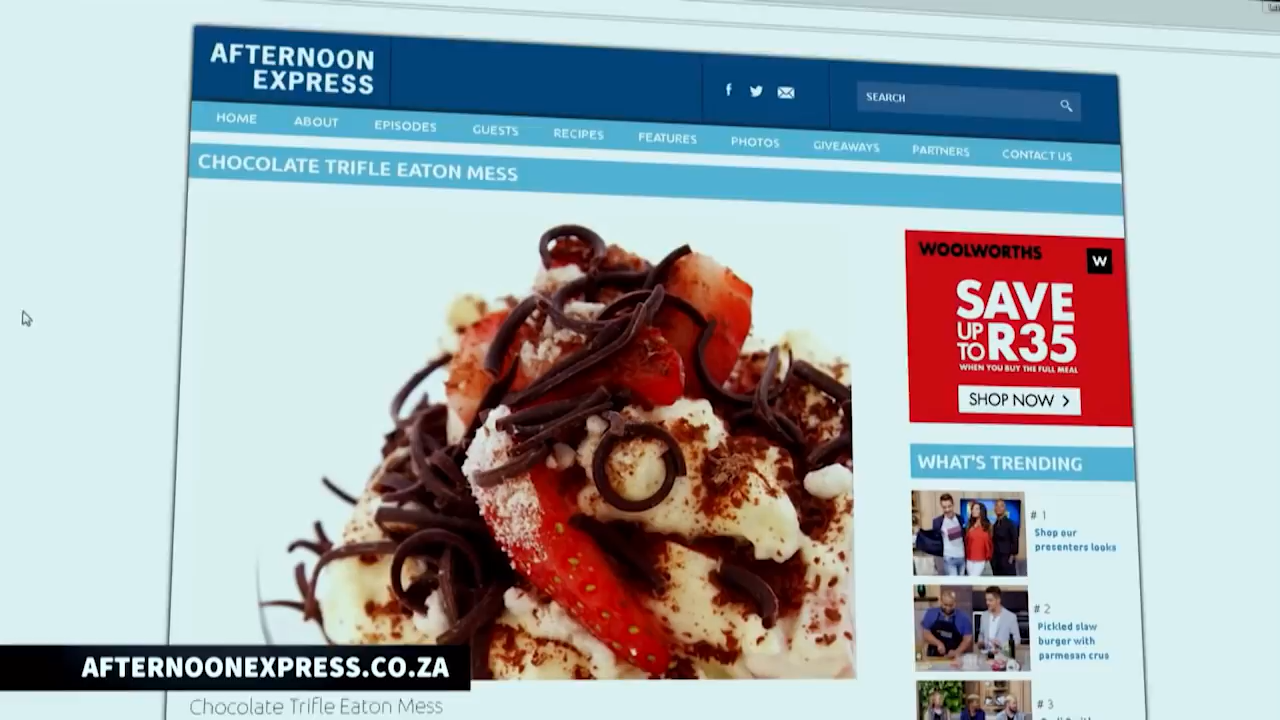 AFTERNOON
EXPRESS
SEARCH
HOME ABOUT EPISODES GUESTS RECIPES FEATURES PHOTOS GIVEAWAYS PARTNERS CONTACT US
CHOCOLATE TRIFLE EATON MESS
WOOLWORTHS
W
SAVE
UP
TO R35
WHEN YOU BUY THE FULL MEAL
SHOP NOW
WHAT'S TRENDING
# 1
Shop our
presenters looks
# 2
Pickled slaw
burger with
parmesan crus
# 3
AFTERNOONEXPRESS.CO.ZA
Chocolate Trifle Eaton Mess